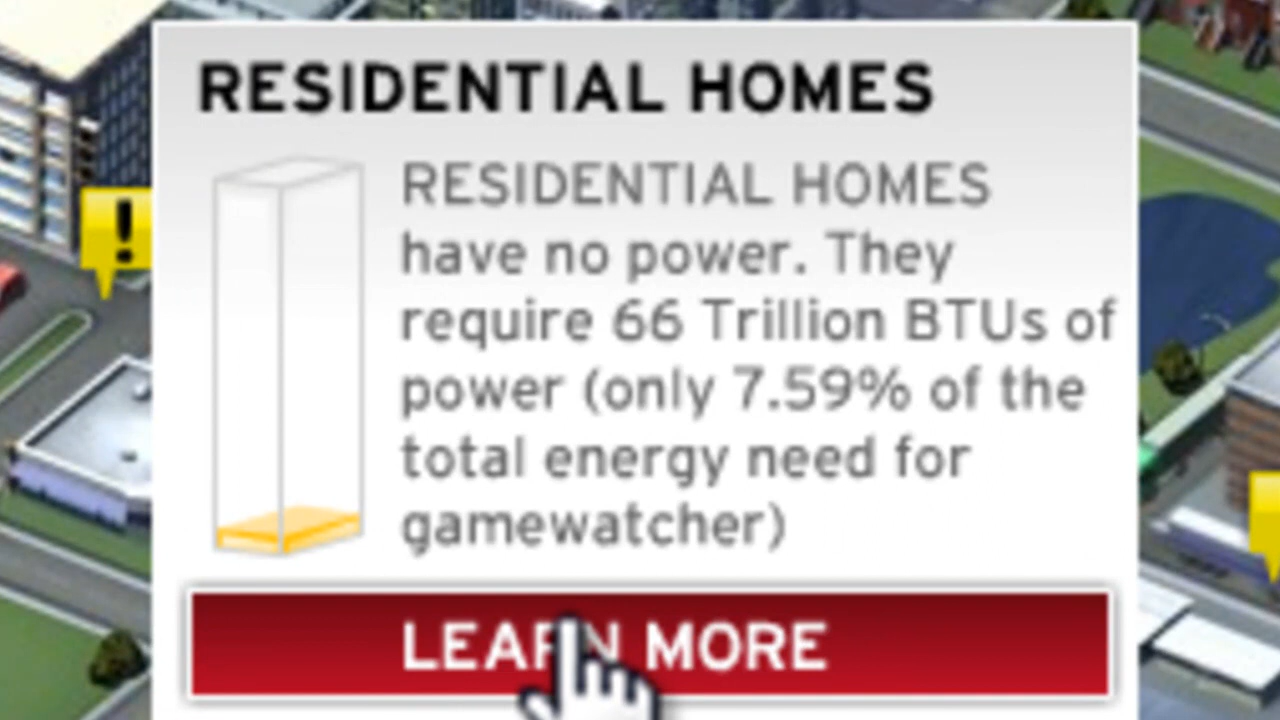 RESIDENTIAL HOMES
RESIDENTIAL HOMES
have no power. They
require 66 Trillion BTUs of
power (only 7.59% of the
total energy need for
gamewatcher)
LEARN MORE
!